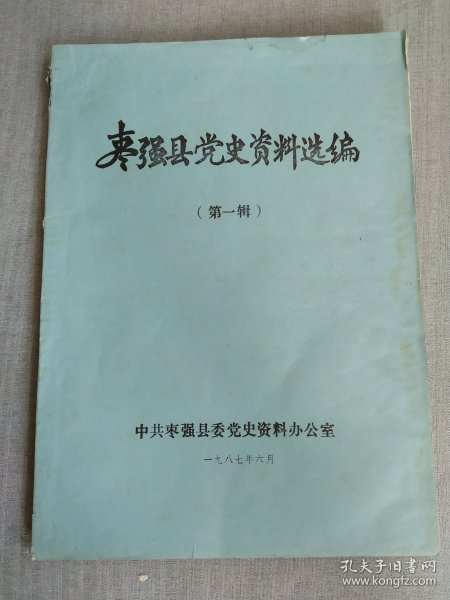 枣强县党史资料选编
（第一辑）
中共枣强县委党史资料办公室
一九八七年六月
孔夫子旧书网
www.kongfz.com